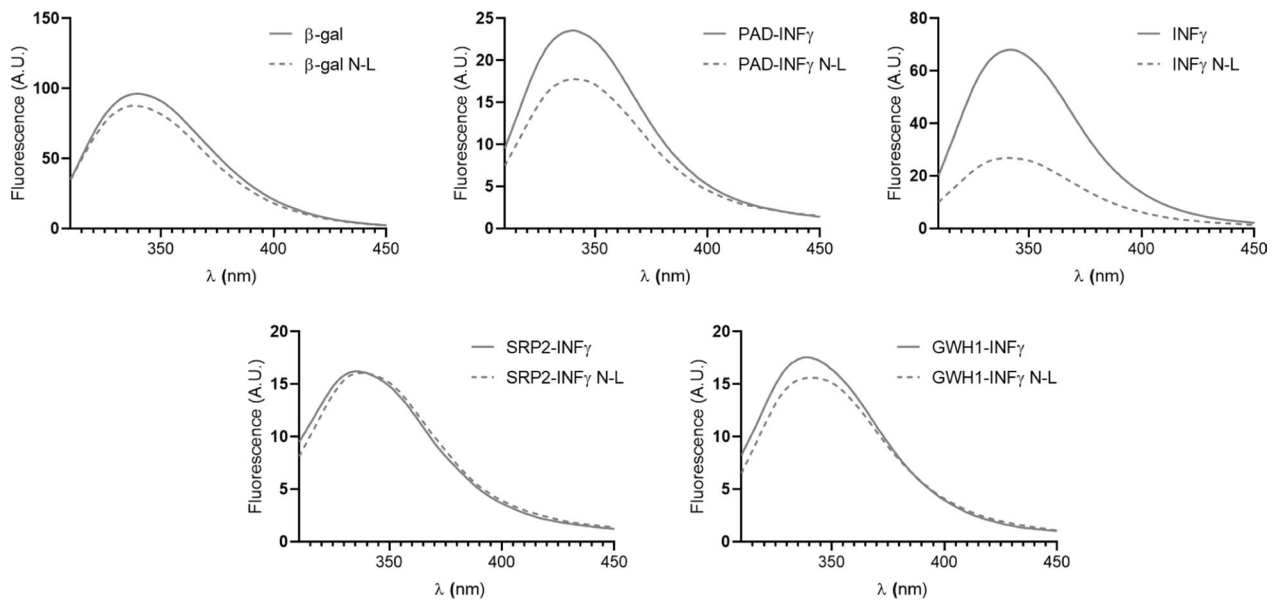 150
100
50
0
Fluorescence (A.U.)
β-gal
β-gal N-L
350
400
450
λ (nm)
25
20
15
10
5
0
Fluorescence (A.U.)
PAD-INFγ
PAD-INFγ N-L
350
400
450
λ (nm)
80
60
40
20
0
Fluorescence (A.U.)
INFγ
INFγ N-L
350
400
450
λ (nm)
20
15
10
5
0
Fluorescence (A.U.)
SRP2-INFγ
SRP2-INFγ N-L
350
400
450
λ (nm)
20
15
10
5
0
Fluorescence (A.U.)
GWH1-INFγ
GWH1-INFγ N-L
350
400
450
λ (nm)